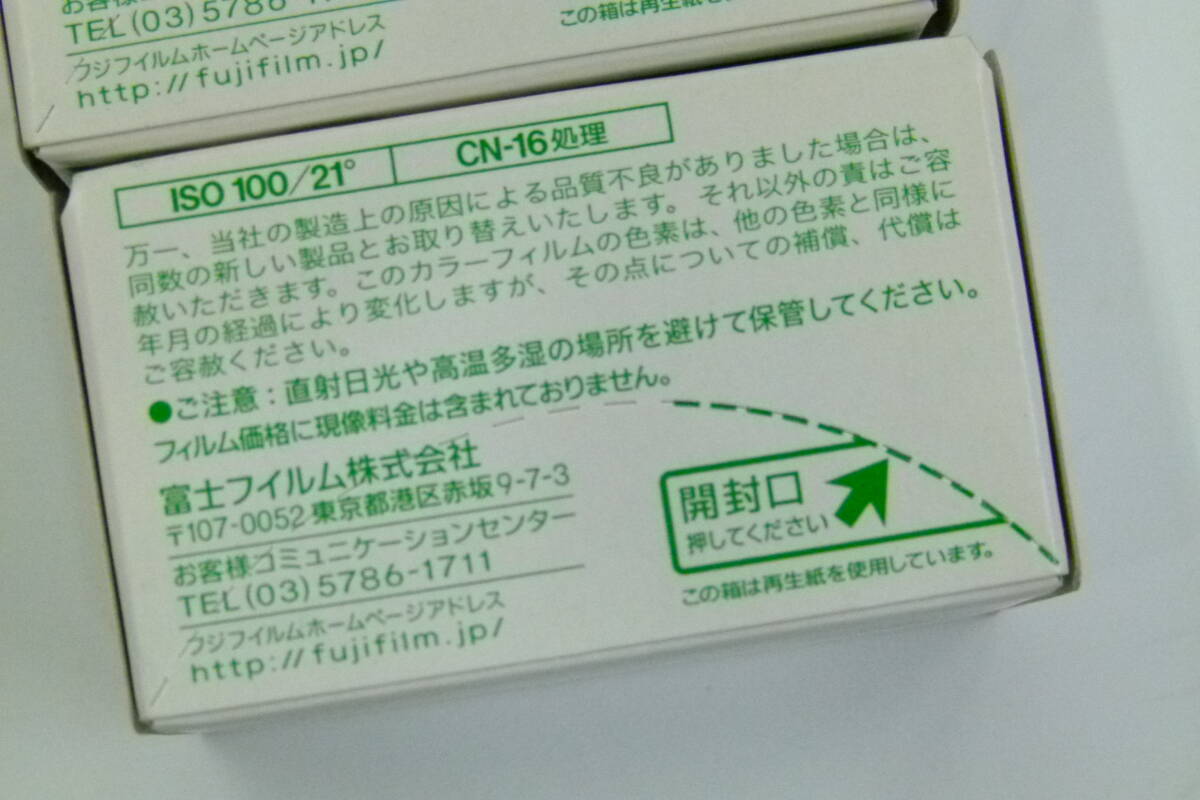 お客様
TEL(03)5786-1
フジフイルムホームページアドレス
http://fujifilm.jp/
この箱は再生紙を
ISO 100/21°
CN-16処理
万一、当社の製造上の原因による品質不良がありました場合は、
同数の新しい製品とお取り替えいたします。それ以外の責はご容
赦いただきます。このカラーフィルムの色素は、他の色素と同様に
年月の経過により変化しますが、その点についての補償、代償は
ご容赦ください。
●ご注意：直射日光や高温多湿の場所を避けて保管してください。
フィルム価格に現像料金は含まれておりません。
富士フイルム株式会社
〒107-0052 東京都港区赤坂9-7-3
お客様コミュニケーションセンター
TEL(03)5786-1711
フジフイルムホームページアドレス
http://fujifilm.jp/
開封口
押してください
この箱は再生紙を使用しています。